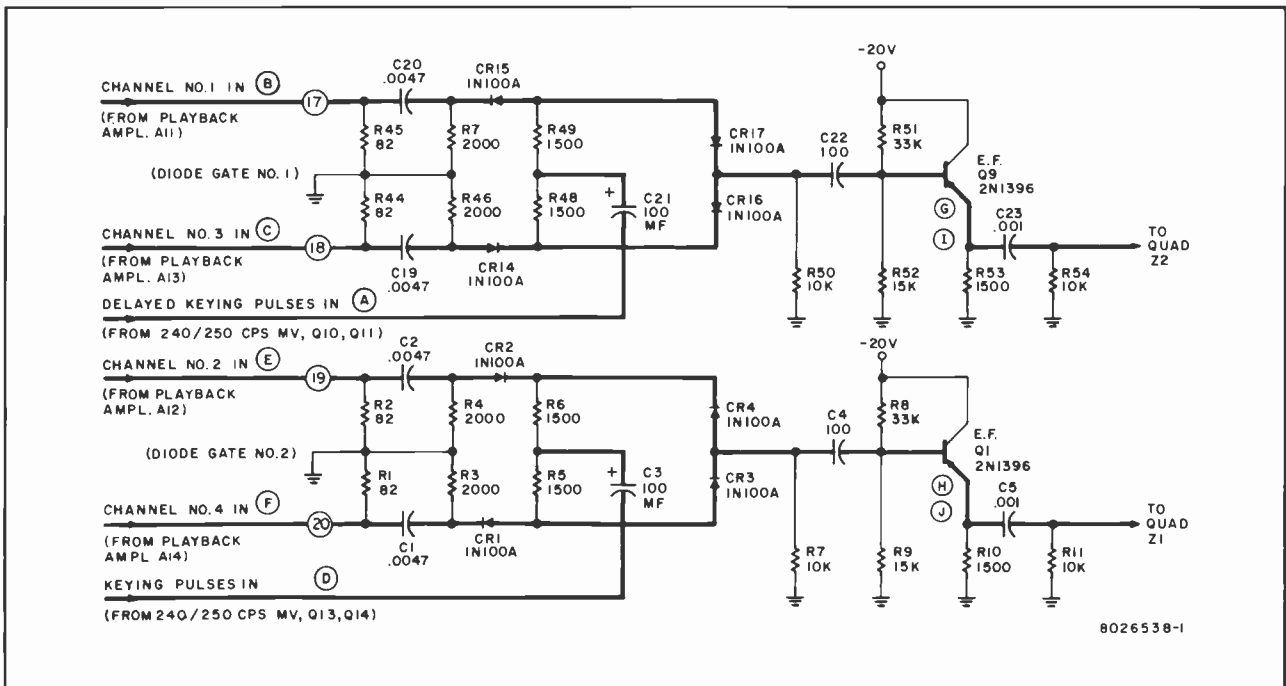 CHANNEL NO.1 IN B
(FROM PLAYBACK
AMPL. A11)
17
C20
.0047
CR15
IN100A
R45
82
R7
2000
R49
1500
(DIODE GATE NO. 1)
R44
82
R46
2000
R48
1500
+
C21
100
MF
CHANNEL NO.3 IN C
(FROM PLAYBACK
AMPL. A13)
18
C19
.0047
CR14
IN100A
DELAYED KEYING PULSES IN A
(FROM 240/250 CPS MV, Q10, Q11)
CR17
IN100A
CR16
IN100A
R50
10K
C22
100
-20V
R51
33K
R52
15K
E.F.
Q9
2N1396
G
I
C23
.001
R53
1500
R54
10K
TO
QUAD
Z2
CHANNEL NO.2 IN E
(FROM PLAYBACK
AMPL. A12)
19
C2
.0047
CR2
IN100A
R2
82
R4
2000
R6
1500
(DIODE GATE NO.2)
R1
82
R3
2000
R5
1500
+
C3
100
MF
CHANNEL NO.4 IN F
(FROM PLAYBACK
AMPL A14)
20
C1
.0047
CR1
IN100A
KEYING PULSES IN D
(FROM 240/250 CPS MV, Q13,Q14)
CR4
IN100A
CR3
IN100A
R7
10K
C4
100
-20V
R8
33K
R9
15K
E.F.
Q1
2N1396
H
J
C5
.001
R10
1500
R11
10K
TO
QUAD
Z1
8026538-1